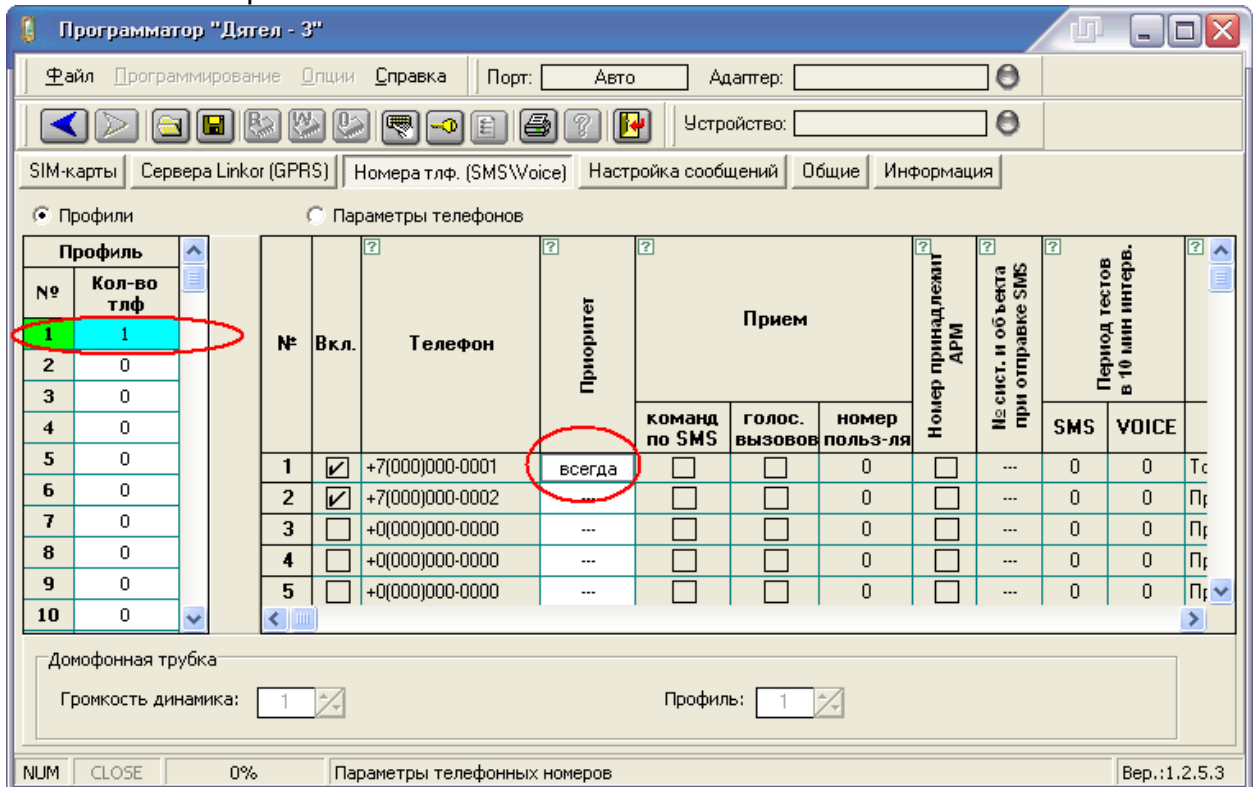 Программатор "Дятел - 3"
Файл Программирование Опции Справка Порт: Авто Адаптер:
Устройство:
SIM-карты Сервера Linkor (GPRS) Номера тлф. (SMS\Voice) Настройка сообщений Общие Информация
Профили Параметры телефонов
Профиль
№ Кол-во тлф
1 1
2 0
3 0
4 0
5 0
6 0
7 0
8 0
9 0
10 0
№ Вкл. Телефон Приоритет Прием Номер принадлежит АРМ № сист. и объекта при отправке SMS Период тестов в 10 мин интерв.
команд по SMS голос. вызовов номер польз-ля SMS VOICE
1 +7(000)000-0001 всегда 0 --- 0 0 То
2 +7(000)000-0002 --- 0 --- 0 0 Пр
3 +0(000)000-0000 --- 0 --- 0 0 Пр
4 +0(000)000-0000 --- 0 --- 0 0 Пр
5 +0(000)000-0000 --- 0 --- 0 0 Пр
Домофонная трубка
Громкость динамика: 1 Профиль: 1
NUM CLOSE 0% Параметры телефонных номеров Вер.:1.2.5.3